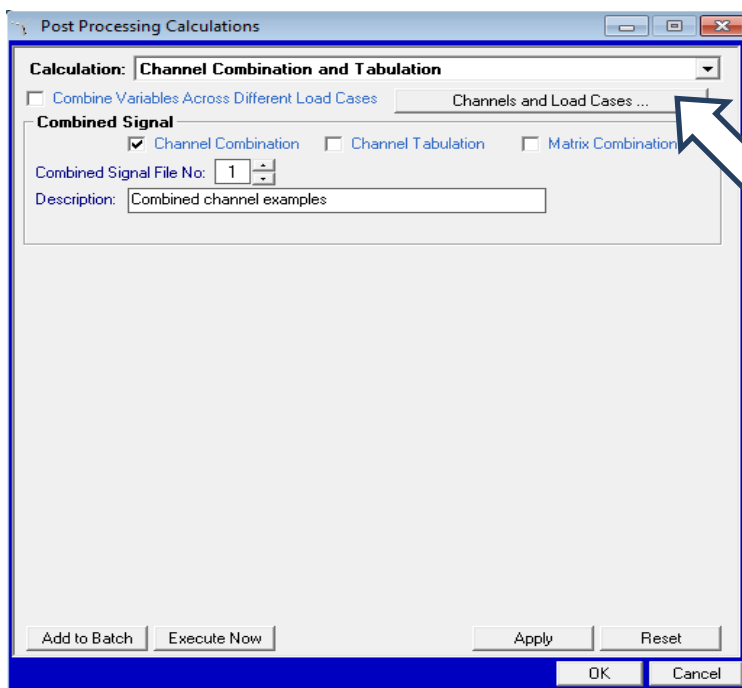 Post Processing Calculations
Calculation: Channel Combination and Tabulation
Combine Variables Across Different Load Cases Channels and Load Cases ...
Combined Signal
Channel Combination Channel Tabulation Matrix Combination
Combined Signal File No: 1
Description: Combined channel examples
Add to Batch Execute Now Apply Reset
OK Cancel